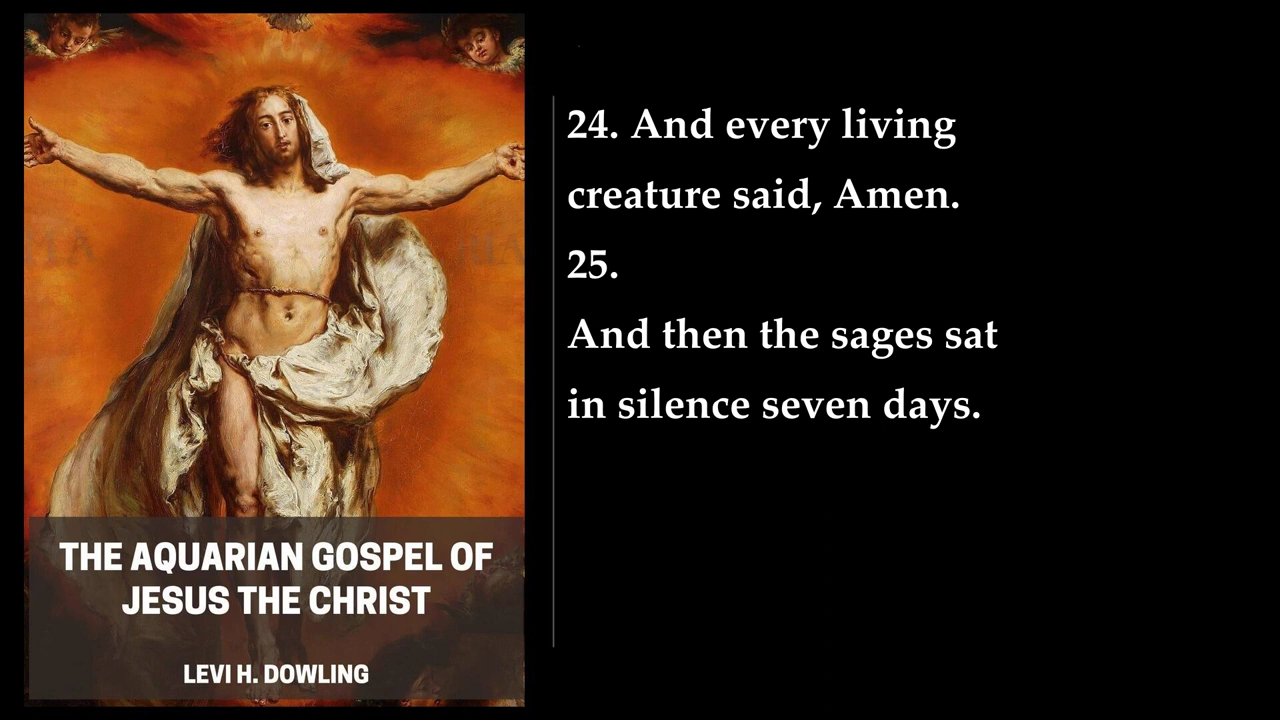 THE AQUARIAN GOSPEL OF
JESUS THE CHRIST
LEVI H. DOWLING
24. And every living
creature said, Amen.
25.
And then the sages sat
in silence seven days.